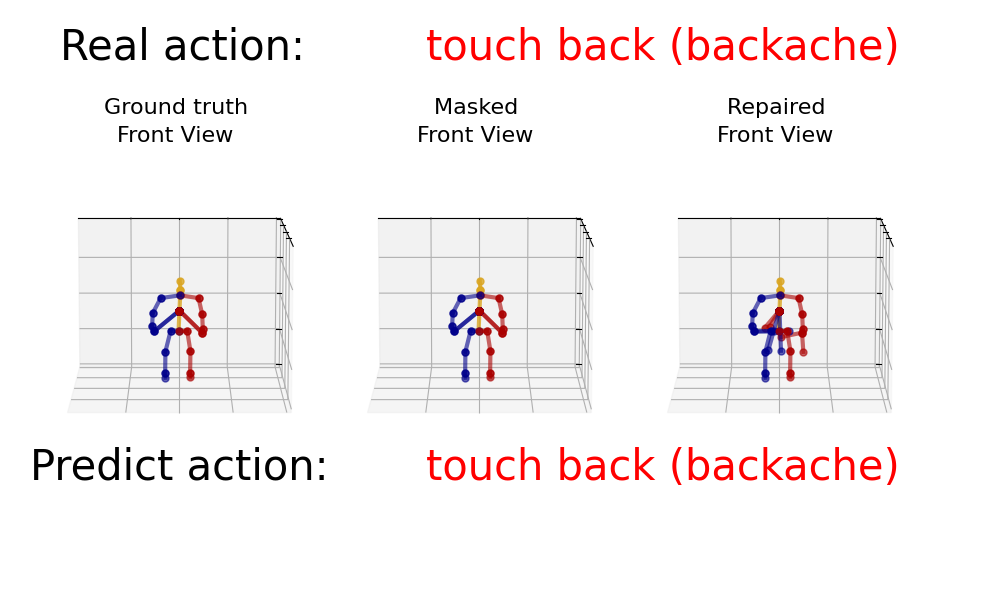 Real action: touch back (backache)
Ground truth Masked Repaired
Front View Front View Front View
Predict action: touch back (backache)